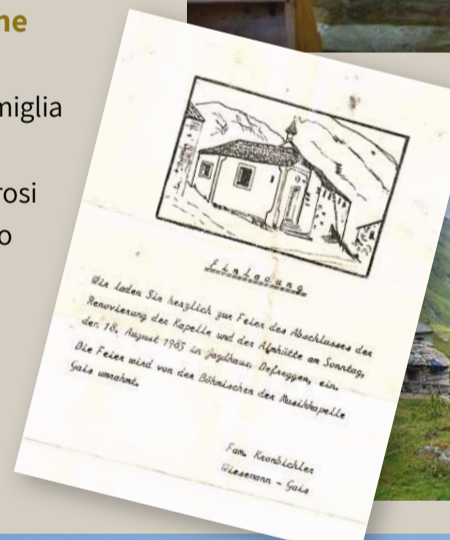 ne
miglia
rosi
o
Einladung
Wir laden Sie herzlich zur Feier des Abschlusses der
Renovierung der Kapelle und der Almhütte am Sonntag,
den 18. August 1985 in Jagdhaus, Defreggen, ein.
Die Feier wird von der Böhmischen der Musikkapelle
Gais umrahmt.
Fam. Kronbichler
Wiesemann - Gais